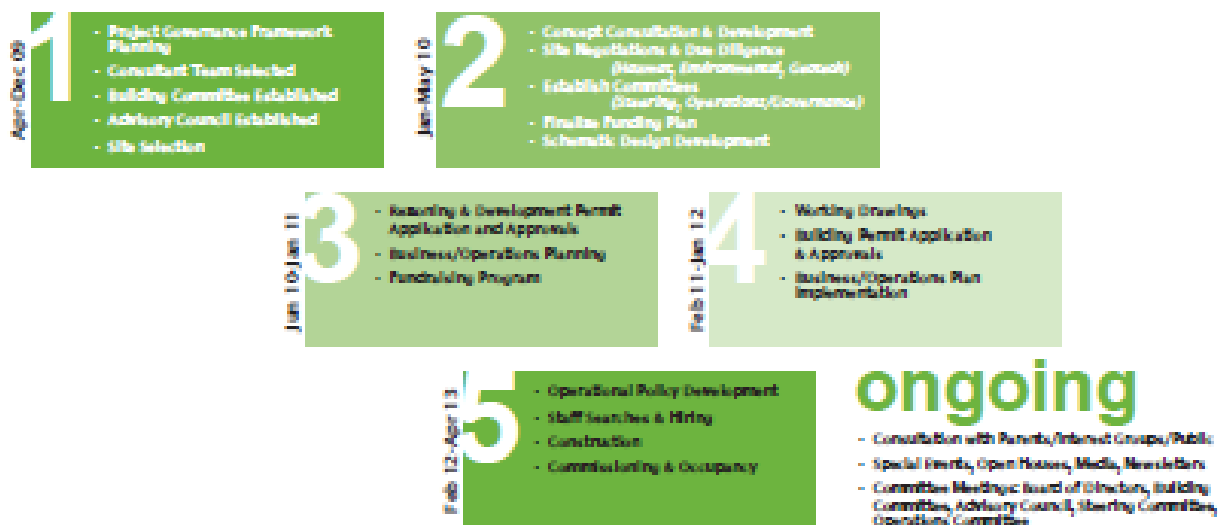 Apr-Dec 09
1
- Project Governance Framework
Planning
- Consultant Team Selected
- Building Committee Established
- Advisory Council Established
- Site Selection
Jan-May 10
2
- Concept Consultation & Development
- Site Negotiations & Due Diligence
(Hazmat, Environmental, Geotech)
- Establish Committees
(Steering, Operations/Governance)
- Finalize Funding Plan
- Schematic Design Development
Jun 10-Jan 11
3
- Rezoning & Development Permit
Application and Approvals
- Business/Operations Planning
- Fundraising Program
Feb 11-Jan 12
4
- Working Drawings
- Building Permit Application
& Approvals
- Business/Operations Plan
Implementation
Feb 12-Apr 13
5
- Operational Policy Development
- Staff Searches & Hiring
- Construction
- Commissioning & Occupancy
ongoing
- Consultation with Parents/Interest Groups/Public
- Special Events, Open Houses, Media, Newsletters
- Committee Meetings: Board of Directors, Building
Committee, Advisory Council, Steering Committee,
Operations Committee